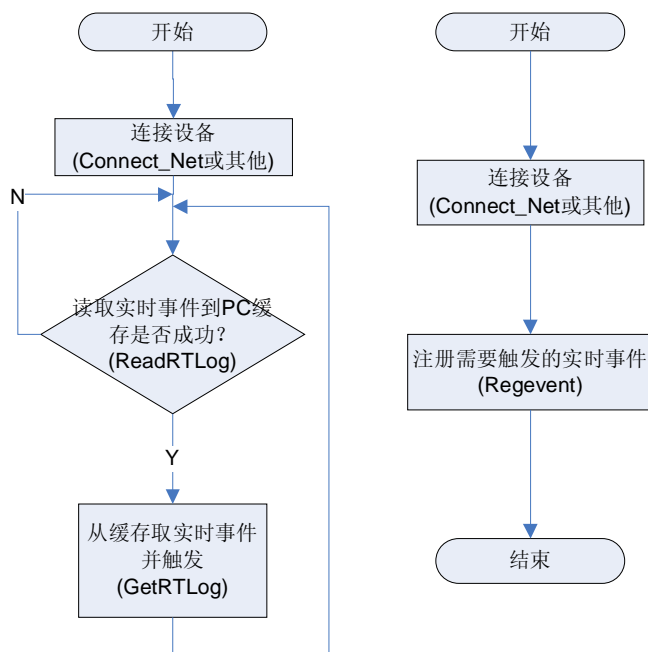 开始
连接设备
(Connect_Net或其他)
N
读取实时事件到PC缓
存是否成功？
(ReadRTLog)
Y
从缓存取实时事件
并触发
(GetRTLog)
开始
连接设备
(Connect_Net或其他)
注册需要触发的实时事件
(Regevent)
结束